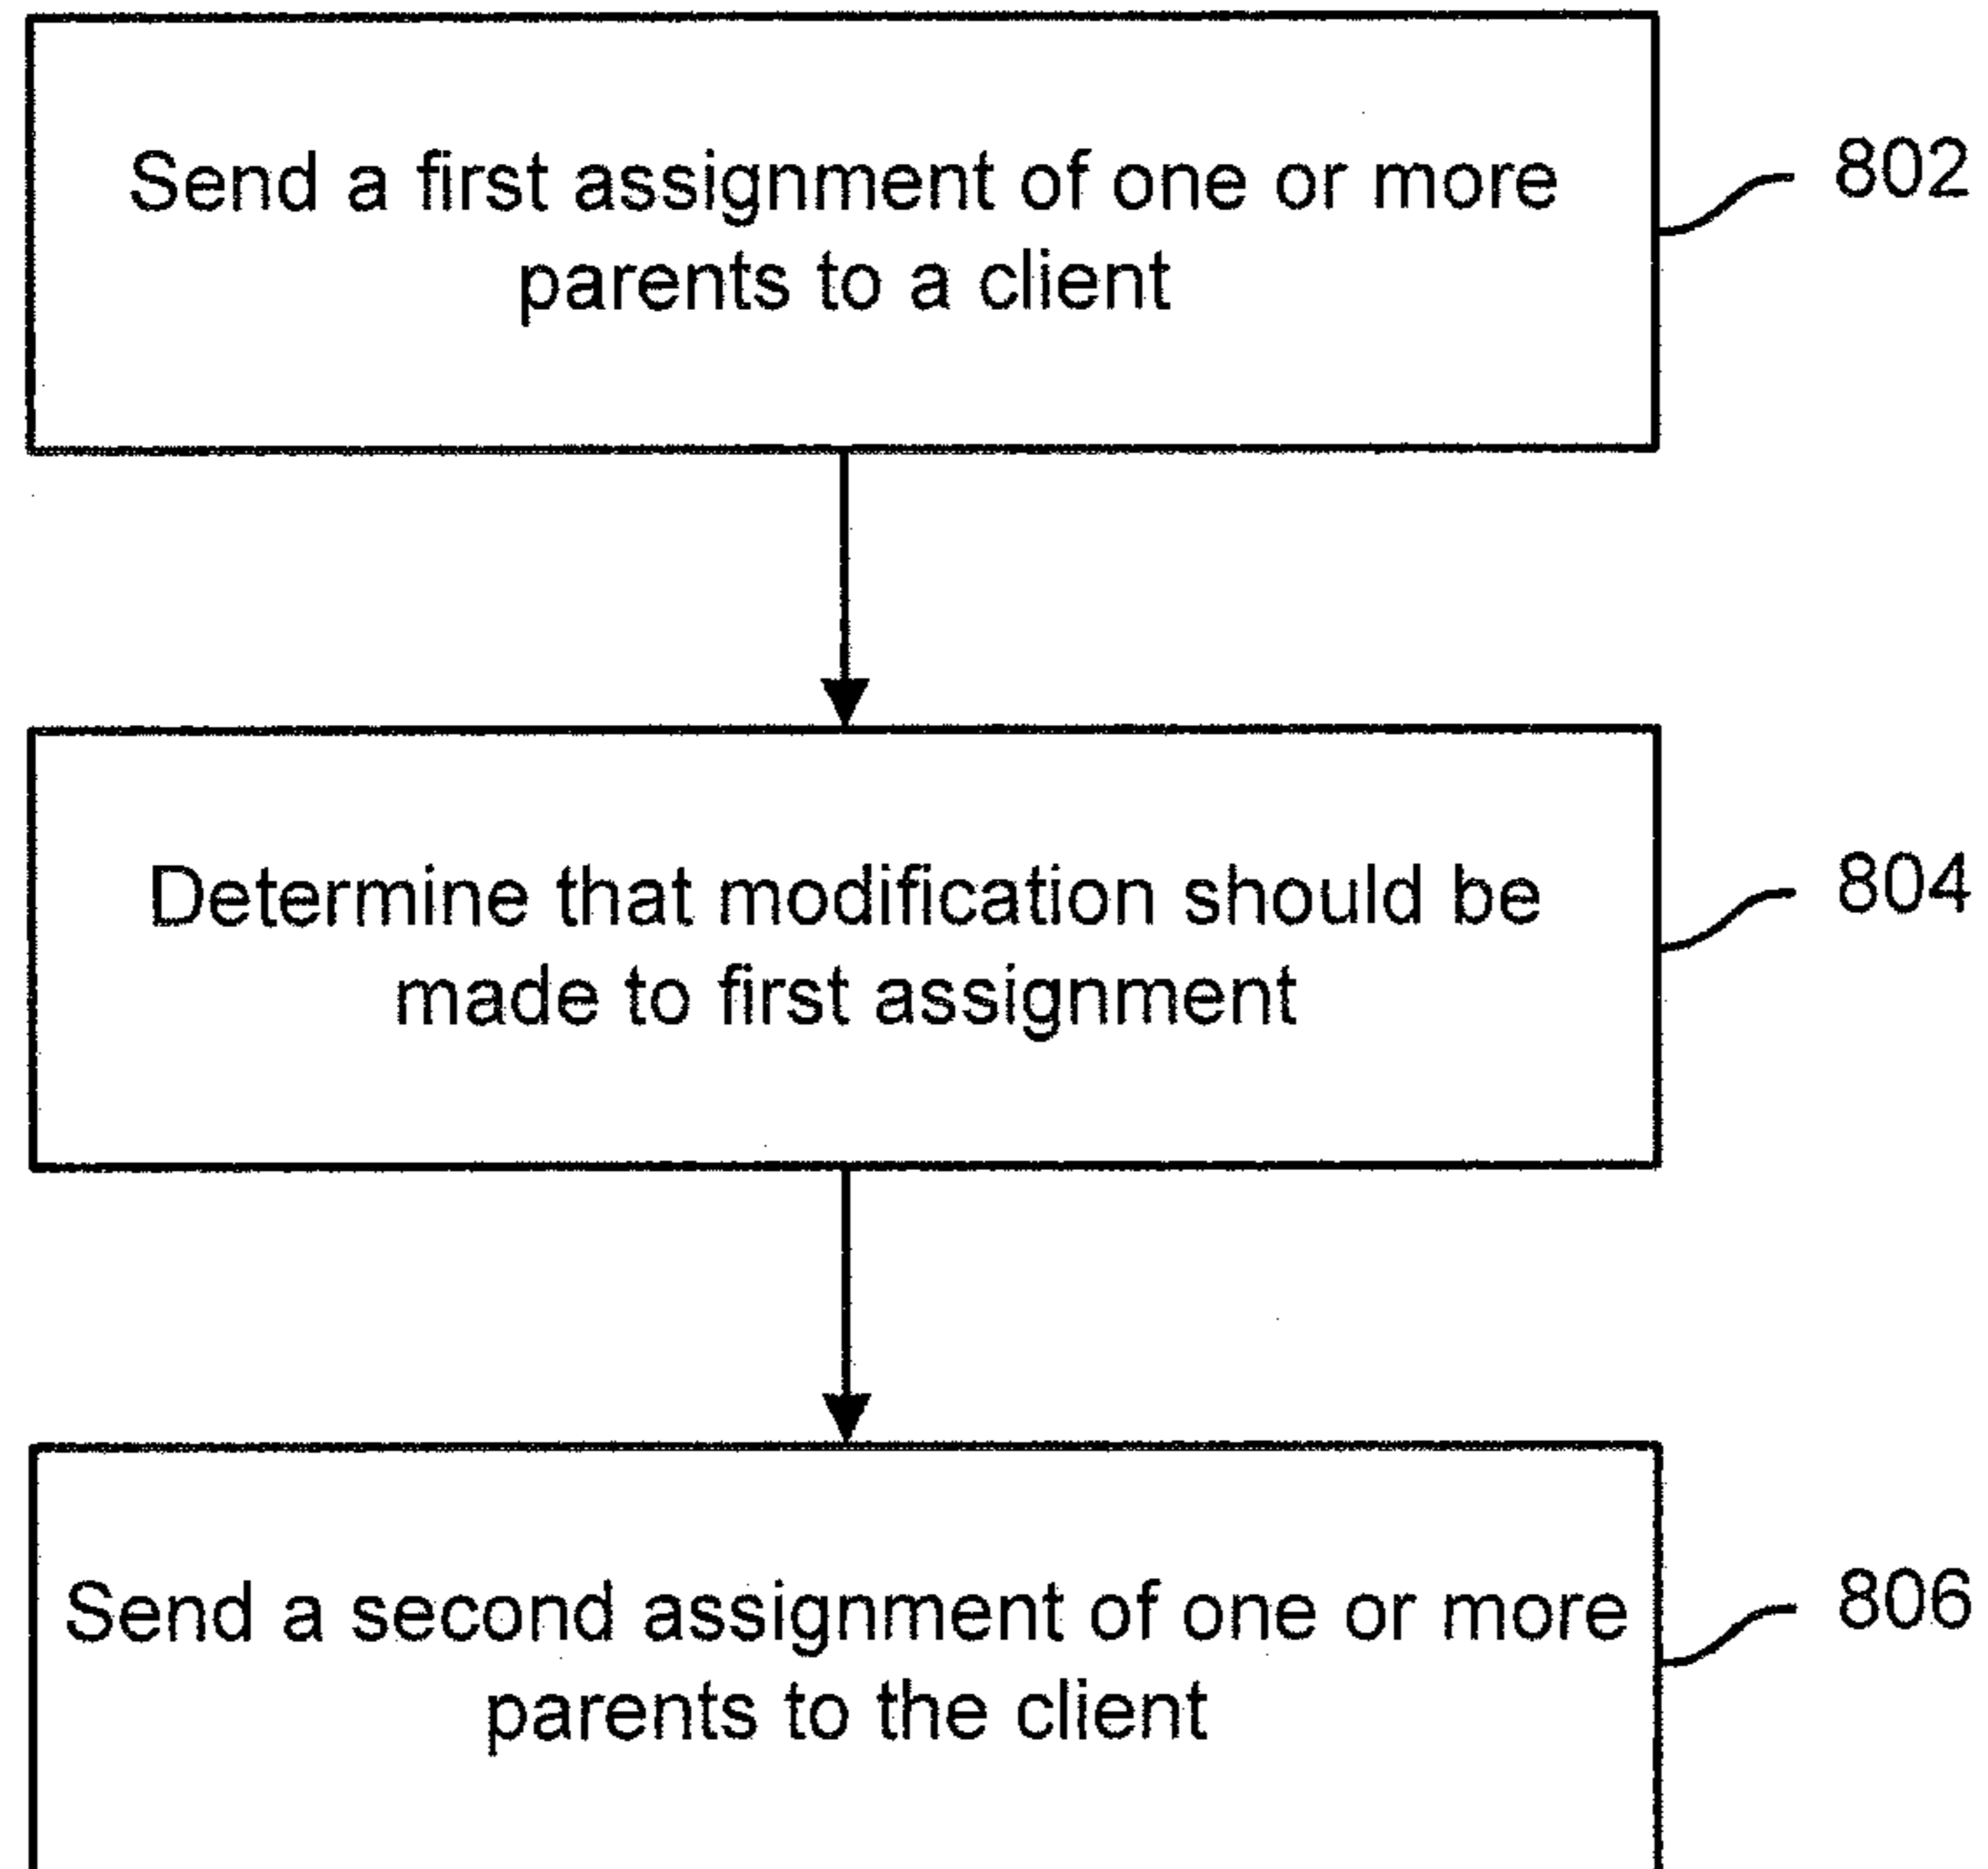 Send a first assignment of one or more
parents to a client
802
Determine that modification should be
made to first assignment
804
Send a second assignment of one or more
parents to the client
806